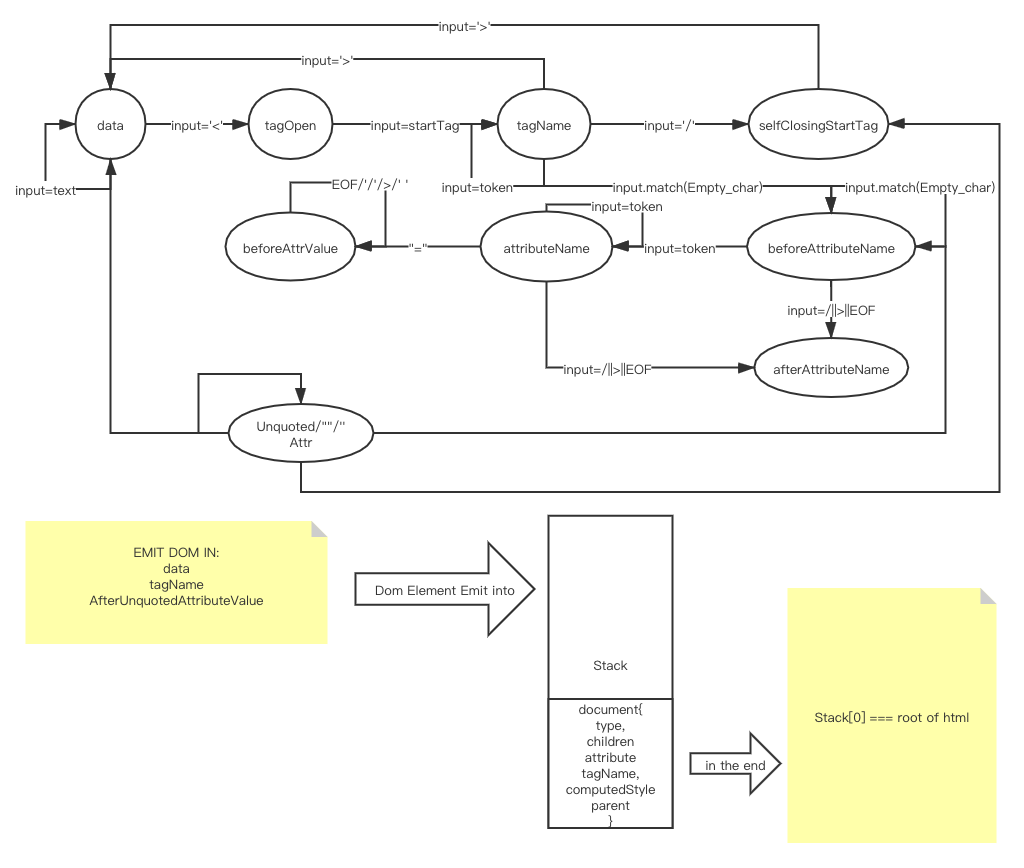 input='>'
input='>'
data
input='<'
tagOpen
input=startTag
tagName
input='/'
selfClosingStartTag
input=text
EOF/'/'/>/' '
input=token
input.match(Empty_char)
input.match(Empty_char)
input=token
beforeAttrValue
"="
attributeName
input=token
beforeAttributeName
input=/||>||EOF
input=/||>||EOF
afterAttributeName
Unquoted/""/''
Attr
EMIT DOM IN:
data
tagName
AfterUnquotedAttributeValue
Dom Element Emit into
Stack
document{
type,
children
attribute
tagName,
computedStyle
parent
}
in the end
Stack[0] === root of html